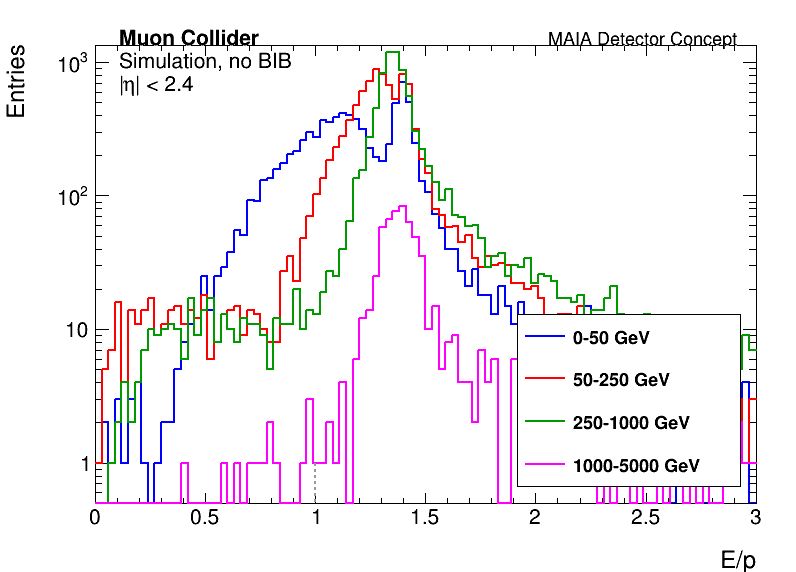 Muon Collider
MAIA Detector Concept
Simulation, no BIB
|η| < 2.4
Entries
10³
10²
10
1
0-50 GeV
50-250 GeV
250-1000 GeV
1000-5000 GeV
0 0.5 1 1.5 2 2.5 3
E/p